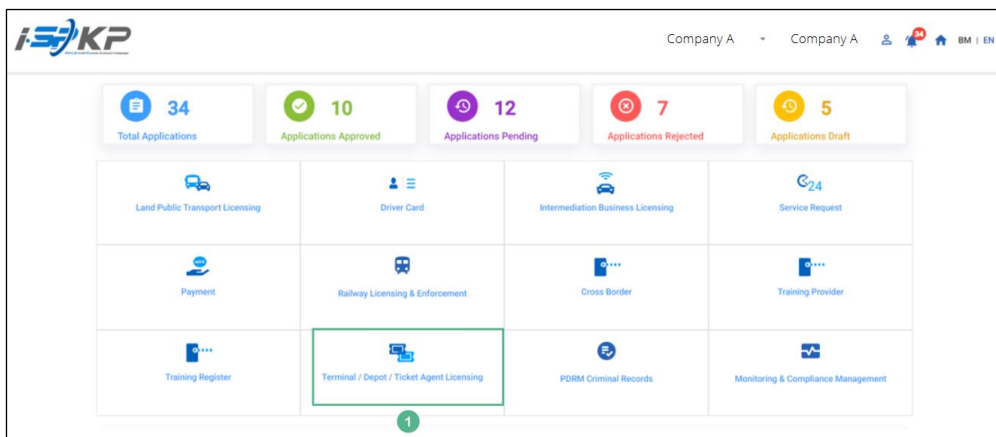 i-SPKP
Company A Company A 34 BM | EN
34 10 12 7 5
Total Applications Applications Approved Applications Pending Applications Rejected Applications Draft
24
Land Public Transport Licensing Driver Card Intermediation Business Licensing Service Request
Payment Railway Licensing & Enforcement Cross Border Training Provider
Training Register Terminal / Depot / Ticket Agent Licensing PDRM Criminal Records Monitoring & Compliance Management
1